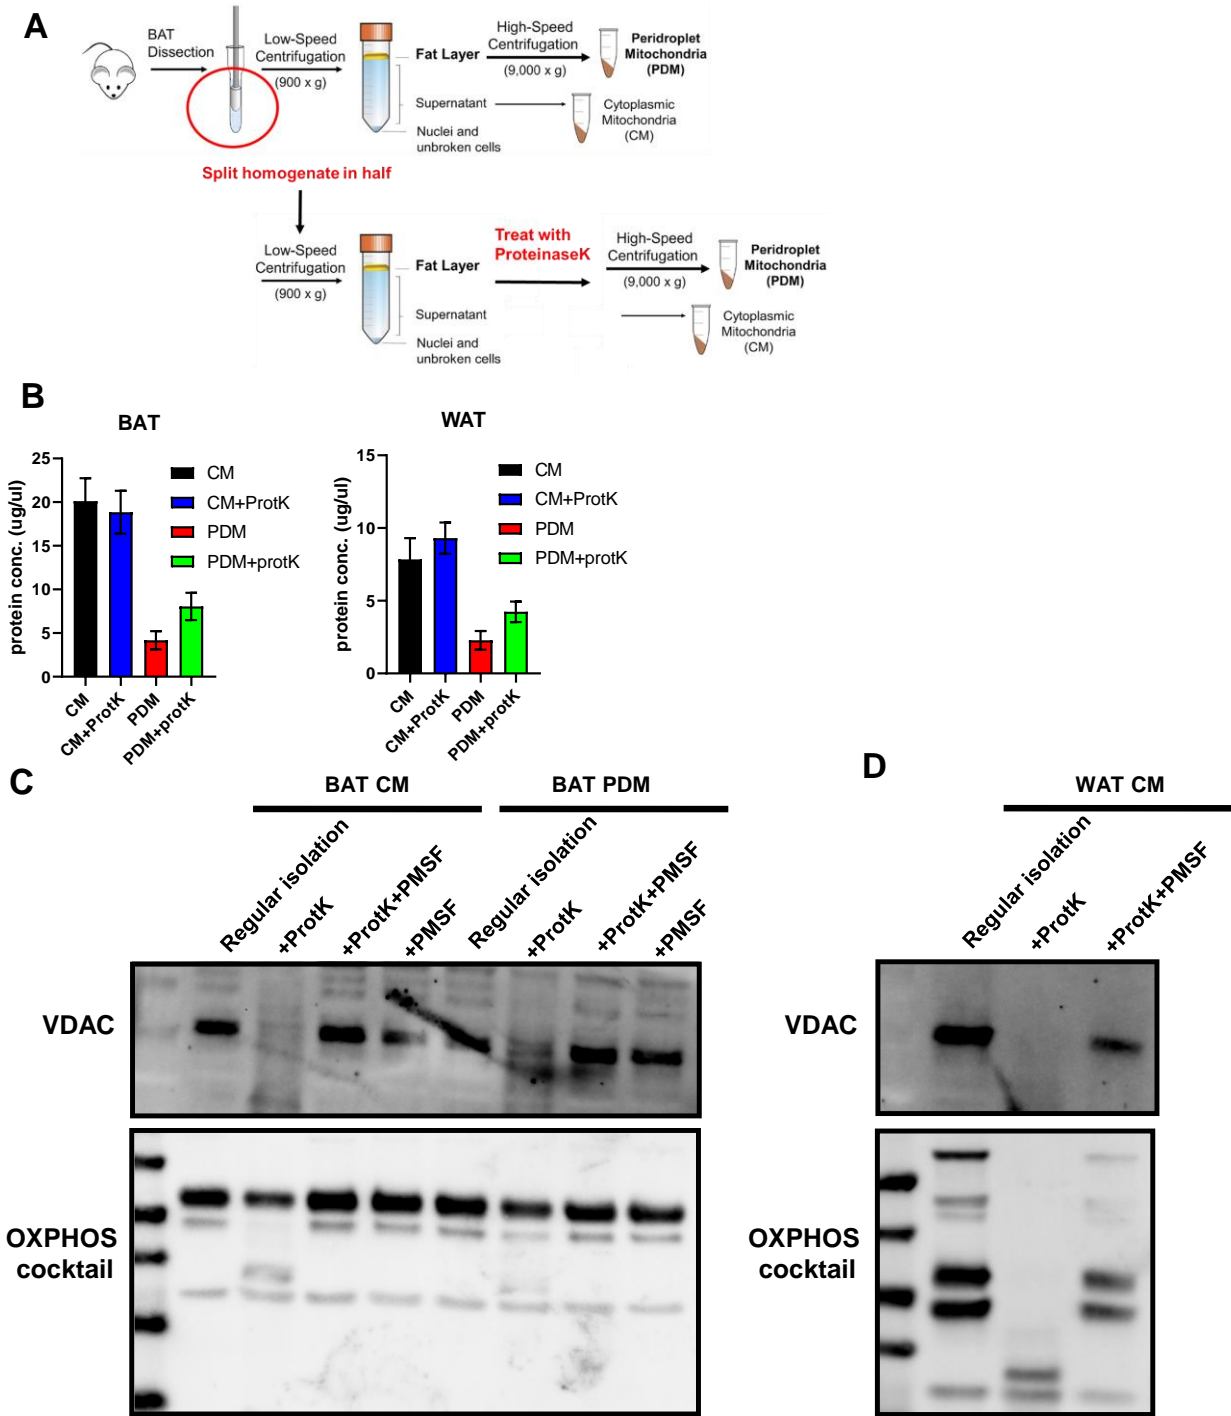 A
BAT
Dissection
Low-Speed
Centrifugation
(900 x g)
Fat Layer
Supernatant
Nuclei and
unbroken cells
High-Speed
Centrifugation
(9,000 x g)
Peridroplet
Mitochondria
(PDM)
Cytoplasmic
Mitochondria
(CM)
Split homogenate in half
Low-Speed
Centrifugation
(900 x g)
Fat Layer
Supernatant
Nuclei and
unbroken cells
Treat with
ProteinaseK
High-Speed
Centrifugation
(9,000 x g)
Peridroplet
Mitochondria
(PDM)
Cytoplasmic
Mitochondria
(CM)
B
BAT
protein conc. (ug/ul)
25
20
15
10
5
0
CM
CM+ProtK
PDM
PDM+protK
CM
CM+ProtK
PDM
PDM+protK
WAT
protein conc. (ug/ul)
15
10
5
0
CM
CM+ProtK
PDM
PDM+protK
CM
CM+ProtK
PDM
PDM+protK
C
BAT CM
BAT PDM
Regular isolation
+ProtK
+ProtK+PMSF
+PMSF
Regular isolation
+ProtK
+ProtK+PMSF
+PMSF
VDAC
OXPHOS
cocktail
D
WAT CM
Regular isolation
+ProtK
+ProtK+PMSF
VDAC
OXPHOS
cocktail